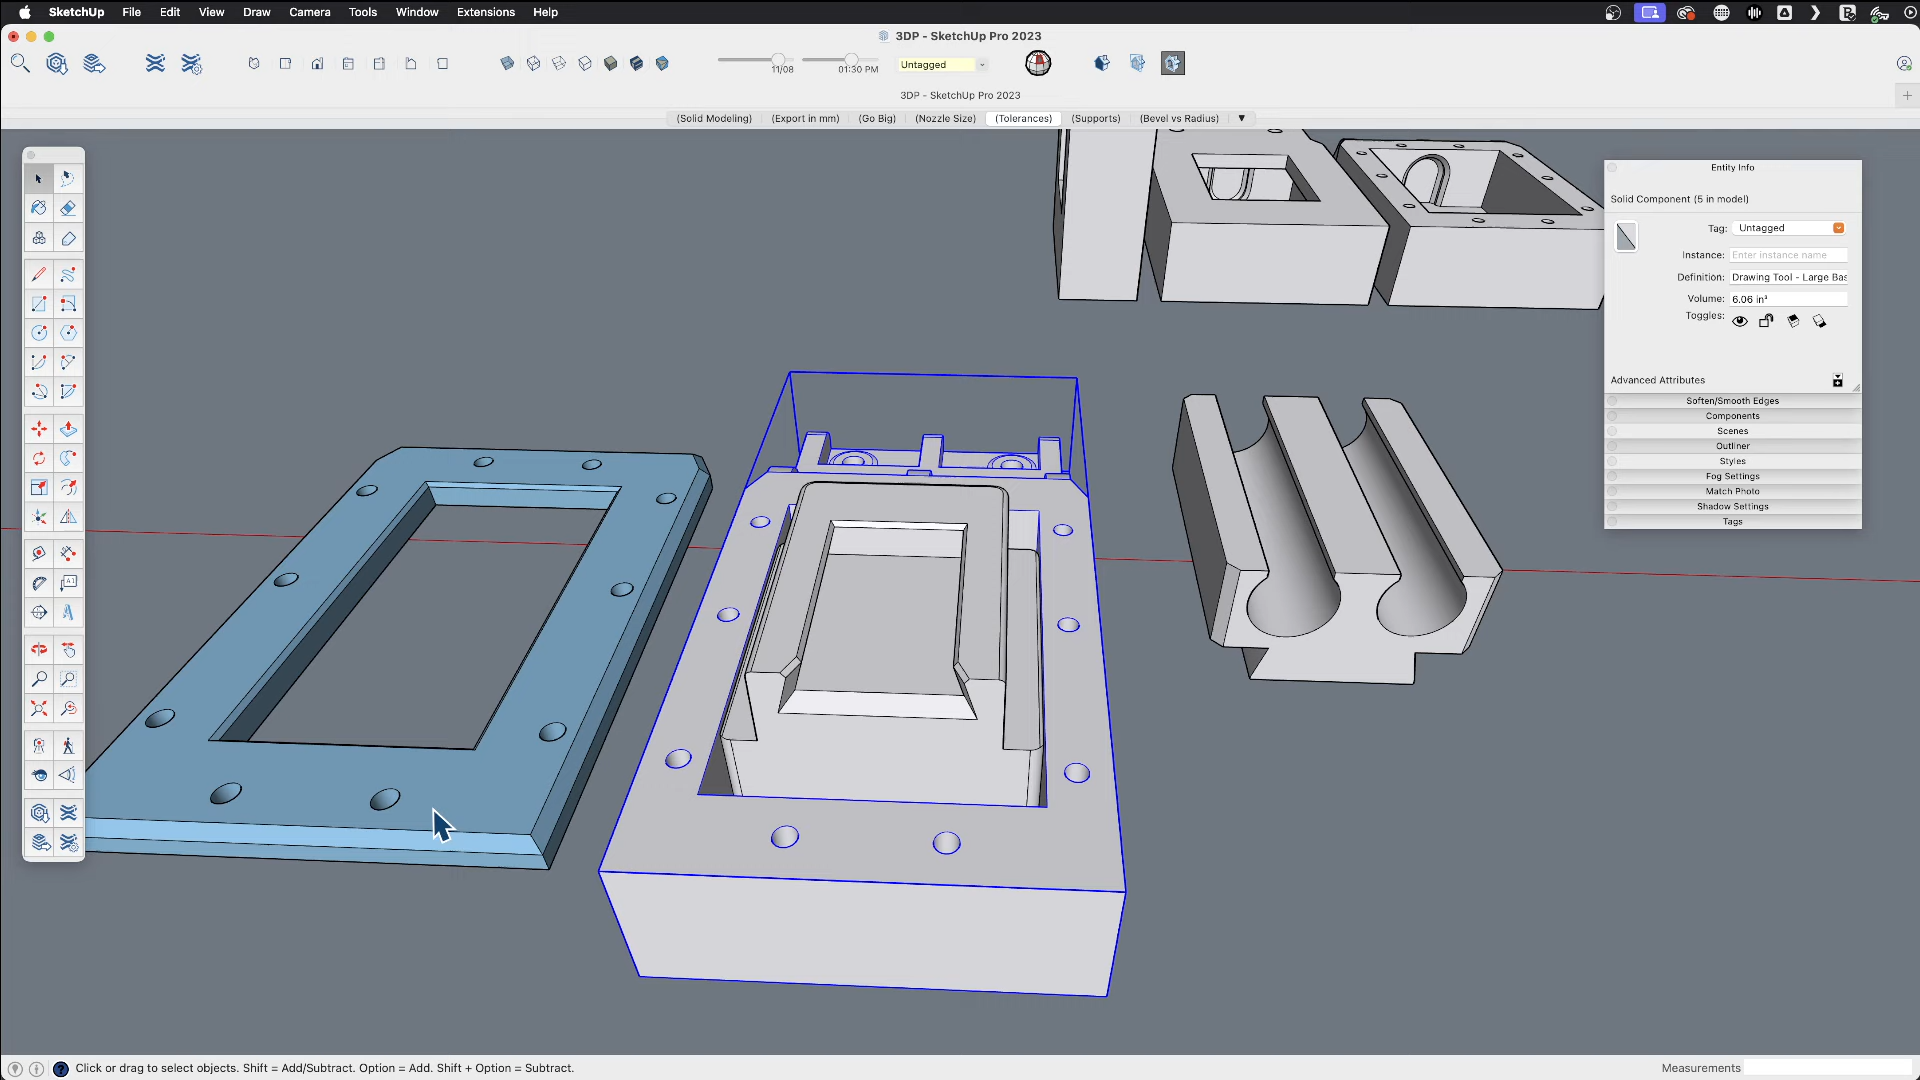 SketchUp File Edit View Draw Camera Tools Window Extensions Help
3DP - SketchUp Pro 2023
11/08
01:30 PM
Untagged
3DP - SketchUp Pro 2023
(Solid Modeling) (Export in mm) (Go Big) (Nozzle Size) (Tolerances) (Supports) (Bevel vs Radius)
Entity Info
Solid Component (5 in model)
Tag: Untagged
Instance: Enter instance name
Definition: Drawing Tool - Large Bas
Volume: 6.06 in³
Toggles:
Advanced Attributes
Soften/Smooth Edges
Components
Scenes
Outliner
Styles
Fog Settings
Match Photo
Shadow Settings
Tags
Click or drag to select objects. Shift = Add/Subtract. Option = Add. Shift + Option = Subtract.
Measurements